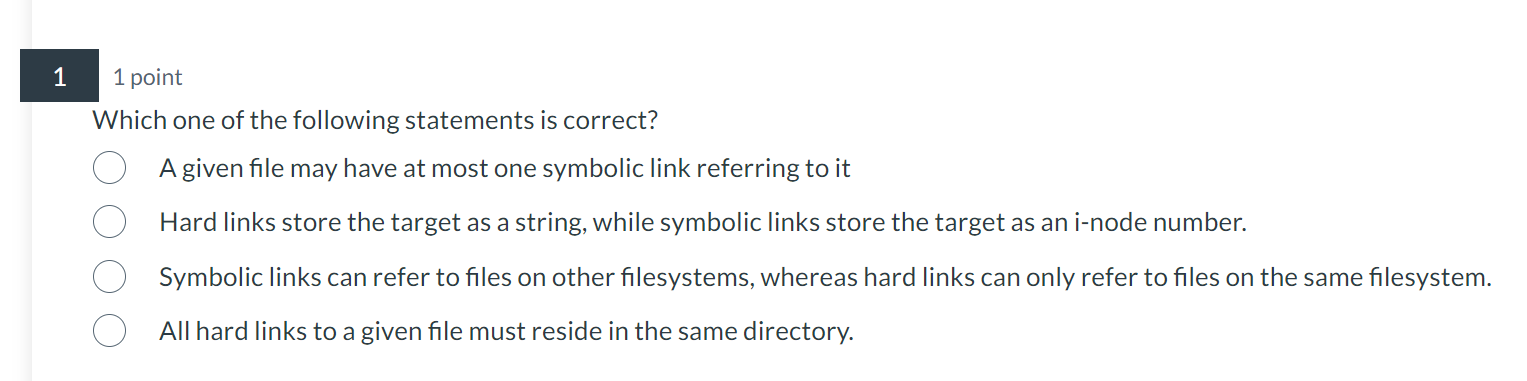 1 1 point
Which one of the following statements is correct?
A given file may have at most one symbolic link referring to it
Hard links store the target as a string, while symbolic links store the target as an i-node number.
Symbolic links can refer to files on other filesystems, whereas hard links can only refer to files on the same filesystem.
All hard links to a given file must reside in the same directory.